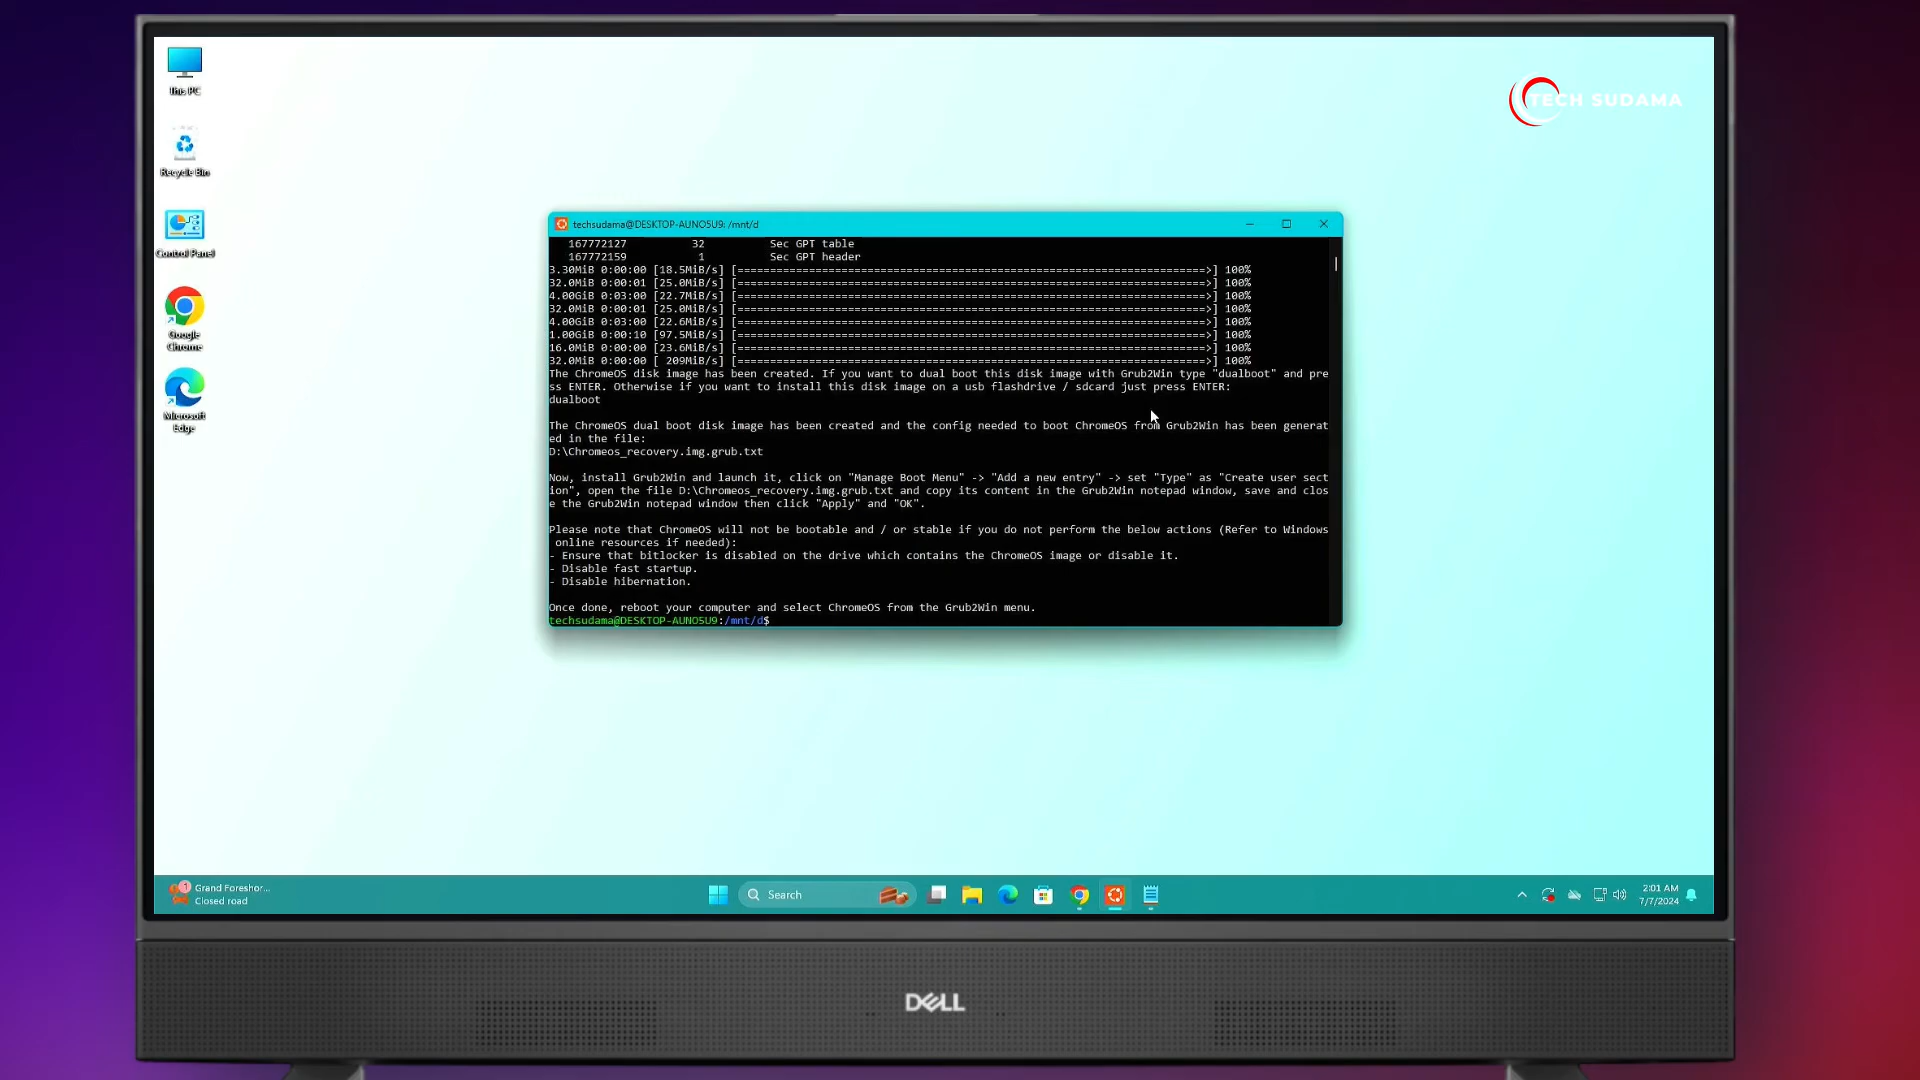 This PC
Recycle Bin
Control Panel
Google
Chrome
Microsoft
Edge
TECH SUDAMA
techsudama@DESKTOP-AUNO5U9: /mnt/d
167772127 32 Sec GPT table
167772159 1 Sec GPT header
3.30MiB 0:00:00 [18.5MiB/s] [========================================================================>] 100%
32.0MiB 0:00:01 [25.0MiB/s] [========================================================================>] 100%
4.00GiB 0:03:00 [22.7MiB/s] [========================================================================>] 100%
32.0MiB 0:00:01 [25.0MiB/s] [========================================================================>] 100%
4.00GiB 0:03:00 [22.6MiB/s] [========================================================================>] 100%
1.00GiB 0:00:10 [97.5MiB/s] [========================================================================>] 100%
16.0MiB 0:00:00 [23.6MiB/s] [========================================================================>] 100%
32.0MiB 0:00:00 [ 209MiB/s] [========================================================================>] 100%
The ChromeOS disk image has been created. If you want to dual boot this disk image with Grub2Win type "dualboot" and pre
ss ENTER. Otherwise if you want to install this disk image on a usb flashdrive / sdcard just press ENTER:
dualboot
The ChromeOS dual boot disk image has been created and the config needed to boot ChromeOS from Grub2Win has been generat
ed in the file:
D:\Chromeos_recovery.img.grub.txt
Now, install Grub2Win and launch it, click on "Manage Boot Menu" -> "Add a new entry" -> set "Type" as "Create user sect
ion", open the file D:\Chromeos_recovery.img.grub.txt and copy its content in the Grub2Win notepad window, save and clos
e the Grub2Win notepad window then click "Apply" and "OK".
Please note that ChromeOS will not be bootable and / or stable if you do not perform the below actions (Refer to Windows
online resources if needed):
- Ensure that bitlocker is disabled on the drive which contains the ChromeOS image or disable it.
- Disable fast startup.
- Disable hibernation.
Once done, reboot your computer and select ChromeOS from the Grub2Win menu.
techsudama@DESKTOP-AUNO5U9:/mnt/d$
1
Grand Foreshor...
Closed road
Search
2:01 AM
7/7/2024
DELL